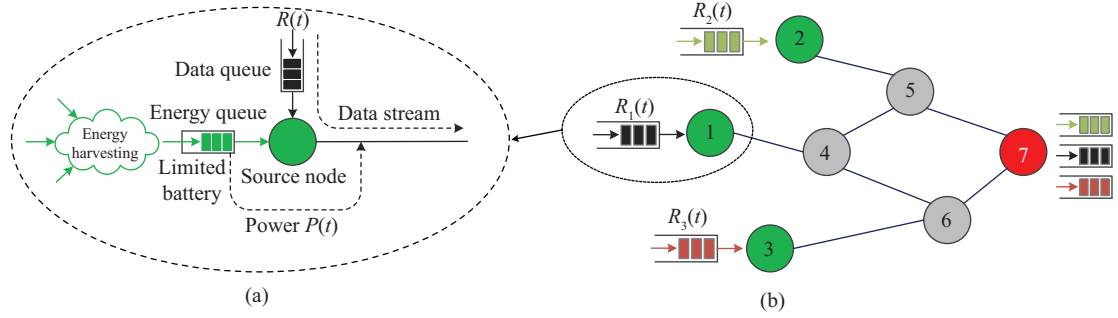 R(t)
Data queue
Energy queue
Data stream
Energy
harvesting
Limited
battery
Source node
Power P(t)
(a)
R₂(t)
2
5
R₁(t)
1
4
7
R₃(t)
3
6
(b)